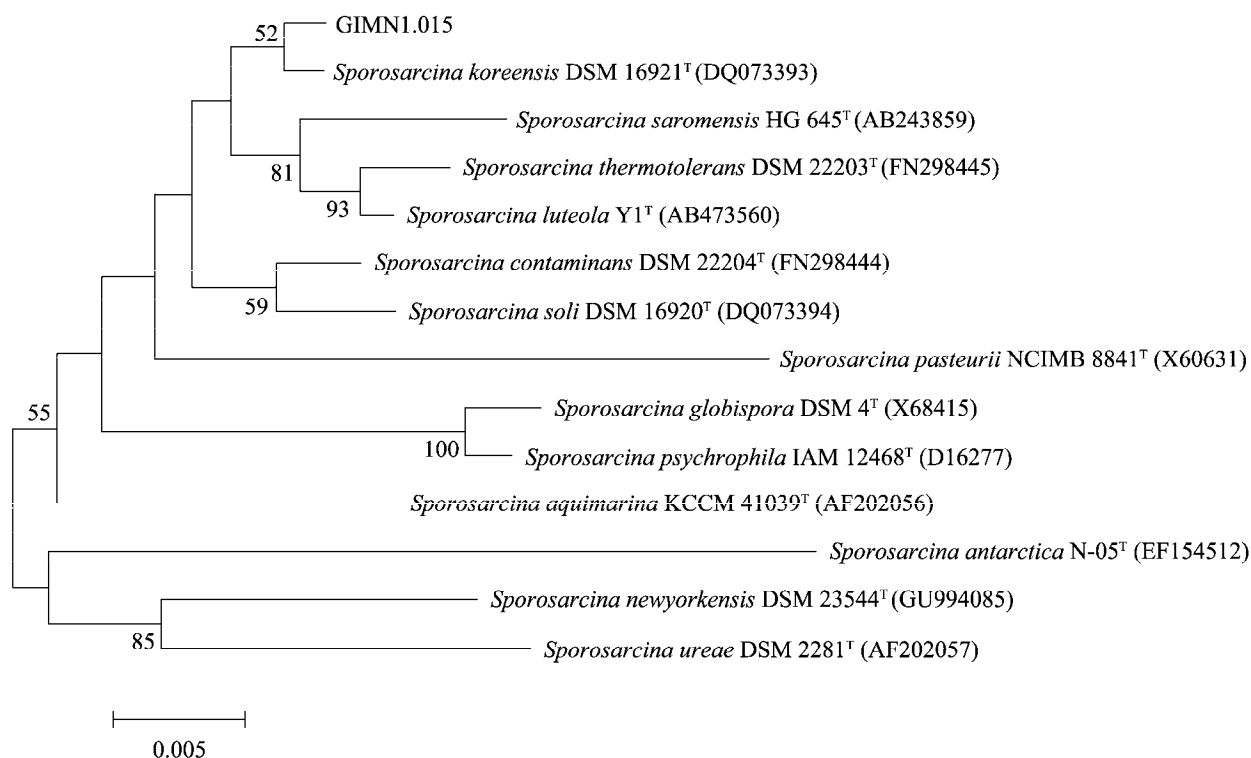 GIMN1.015
52
Sporosarcina koreensis DSM 16921ᵀ (DQ073393)
Sporosarcina saromensis HG 645ᵀ (AB243859)
81
Sporosarcina thermotolerans DSM 22203ᵀ (FN298445)
93
Sporosarcina luteola Y1ᵀ (AB473560)
Sporosarcina contaminans DSM 22204ᵀ (FN298444)
59
Sporosarcina soli DSM 16920ᵀ (DQ073394)
Sporosarcina pasteurii NCIMB 8841ᵀ (X60631)
55
Sporosarcina globispora DSM 4ᵀ (X68415)
100
Sporosarcina psychrophila IAM 12468ᵀ (D16277)
Sporosarcina aquimarina KCCM 41039ᵀ (AF202056)
Sporosarcina antarctica N-05ᵀ (EF154512)
Sporosarcina newyorkensis DSM 23544ᵀ (GU994085)
85
Sporosarcina ureae DSM 2281ᵀ (AF202057)
0.005